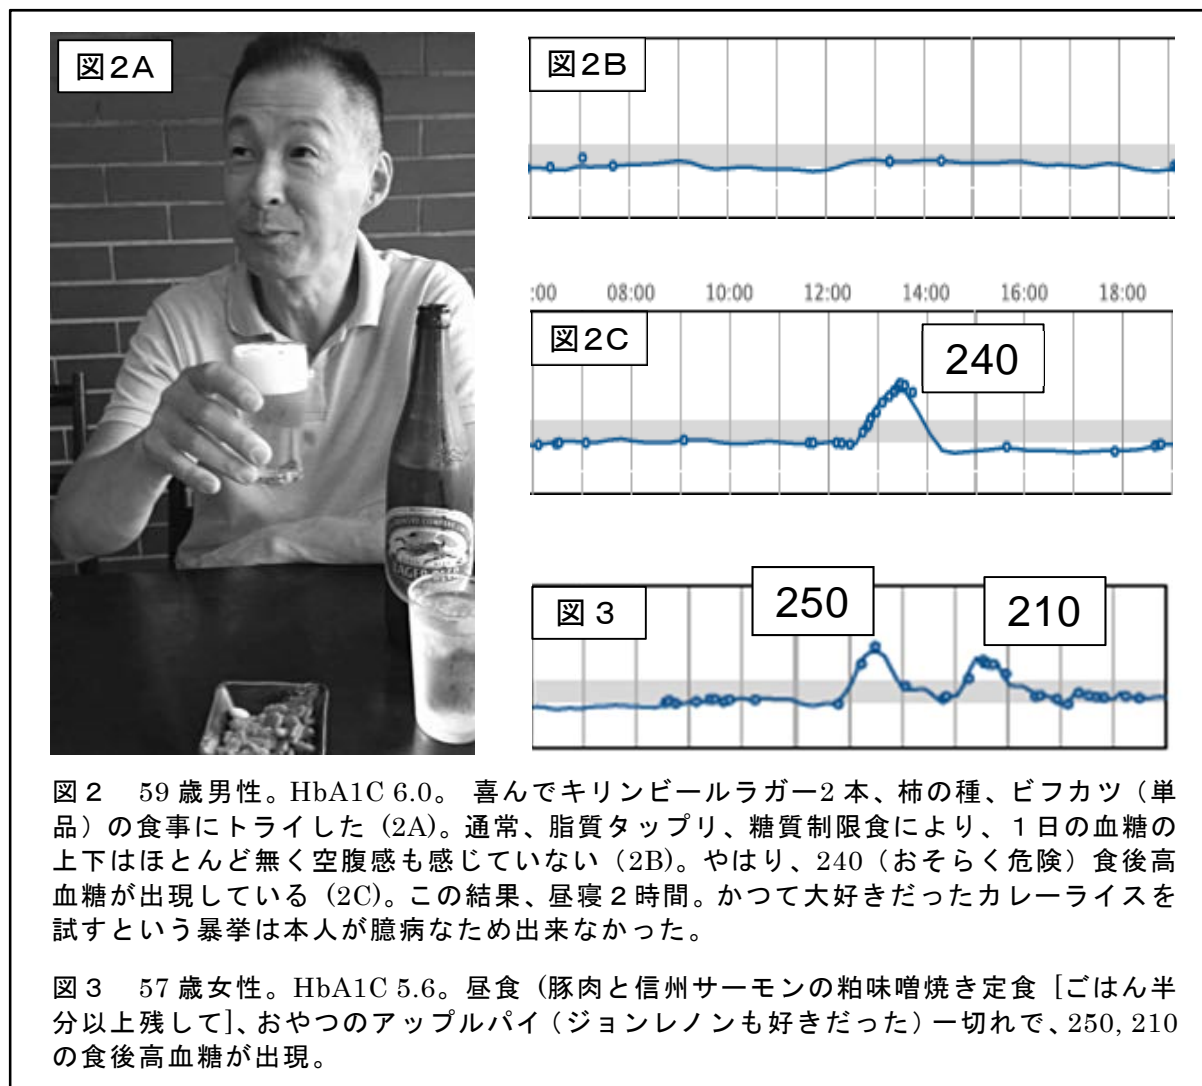 図2A
図2B
:00 08:00 10:00 12:00 14:00 16:00 18:00
図2C
240
LAGER BEER
図3
250
210
図2 59歳男性。HbA1C 6.0。 喜んでキリンビールラガー2本、柿の種、ビフカツ（単
品）の食事にトライした (2A)。通常、脂質タップリ、糖質制限食により、1日の血糖の
上下はほとんど無く空腹感も感じていない（2B）。やはり、240（おそらく危険）食後高
血糖が出現している (2C)。この結果、昼寝2時間。かつて大好きだったカレーライスを
試すという暴挙は本人が臆病なため出来なかった。
図3 57歳女性。HbA1C 5.6。昼食 (豚肉と信州サーモンの粕味噌焼き定食 [ごはん半
分以上残して]、おやつのアップルパイ（ジョンレノンも好きだった）一切れで、250, 210
の食後高血糖が出現。